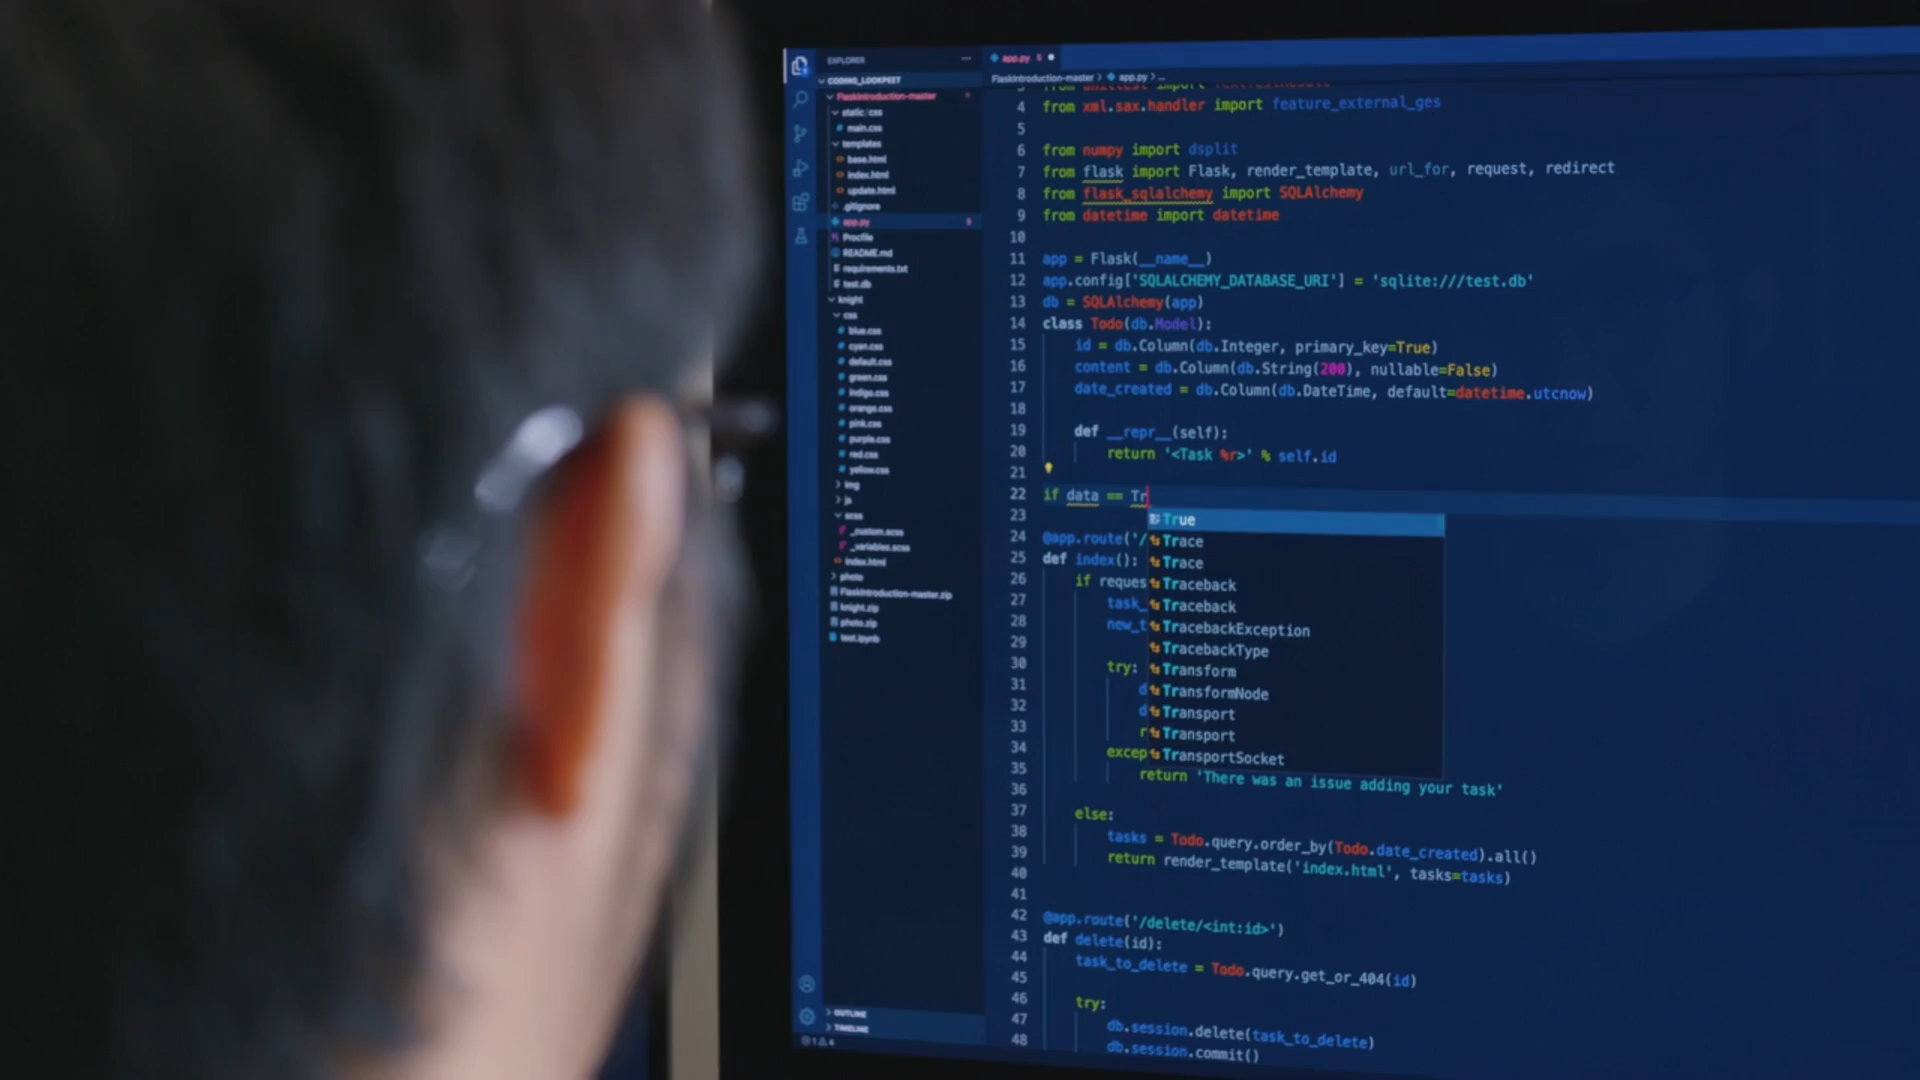 EXPLORER
CODING_LOOKPEET
FlaskIntroduction-master
static/css
main.css
templates
base.html
index.html
update.html
.gitignore
app.py 5
Procfile
README.md
requirements.txt
test.db
knight
css
blue.css
cyan.css
default.css
green.css
indigo.css
orange.css
pink.css
purple.css
red.css
yellow.css
img
js
scss
_custom.scss
_variables.scss
index.html
photo
FlaskIntroduction-master.zip
knight.zip
photo.zip
test.ipynb
OUTLINE
TIMELINE
1 4
app.py 5
FlaskIntroduction-master > app.py > ...
4 from xml.sax.handler import feature_external_ges
5
6 from numpy import dsplit
7 from flask import Flask, render_template, url_for, request, redirect
8 from flask_sqlalchemy import SQLAlchemy
9 from datetime import datetime
10
11 app = Flask(__name__)
12 app.config['SQLALCHEMY_DATABASE_URI'] = 'sqlite:///test.db'
13 db = SQLAlchemy(app)
14 class Todo(db.Model):
15 id = db.Column(db.Integer, primary_key=True)
16 content = db.Column(db.String(200), nullable=False)
17 date_created = db.Column(db.DateTime, default=datetime.utcnow)
18
19 def __repr__(self):
20 return '<Task %r>' % self.id
21
22 if data == Tr
23 True
24 @app.route('/ Trace
25 def index(): Trace
26 if reques Traceback
27 task_ Traceback
28 new_t TracebackException
29 TracebackType
30 try: Transform
31 d TransformNode
32 d Transport
33 r Transport
34 excep TransportSocket
35 return 'There was an issue adding your task'
36
37 else:
38 tasks = Todo.query.order_by(Todo.date_created).all()
39 return render_template('index.html', tasks=tasks)
40
41
42 @app.route('/delete/<int:id>')
43 def delete(id):
44 task_to_delete = Todo.query.get_or_404(id)
45
46 try:
47 db.session.delete(task_to_delete)
48 db.session.commit()